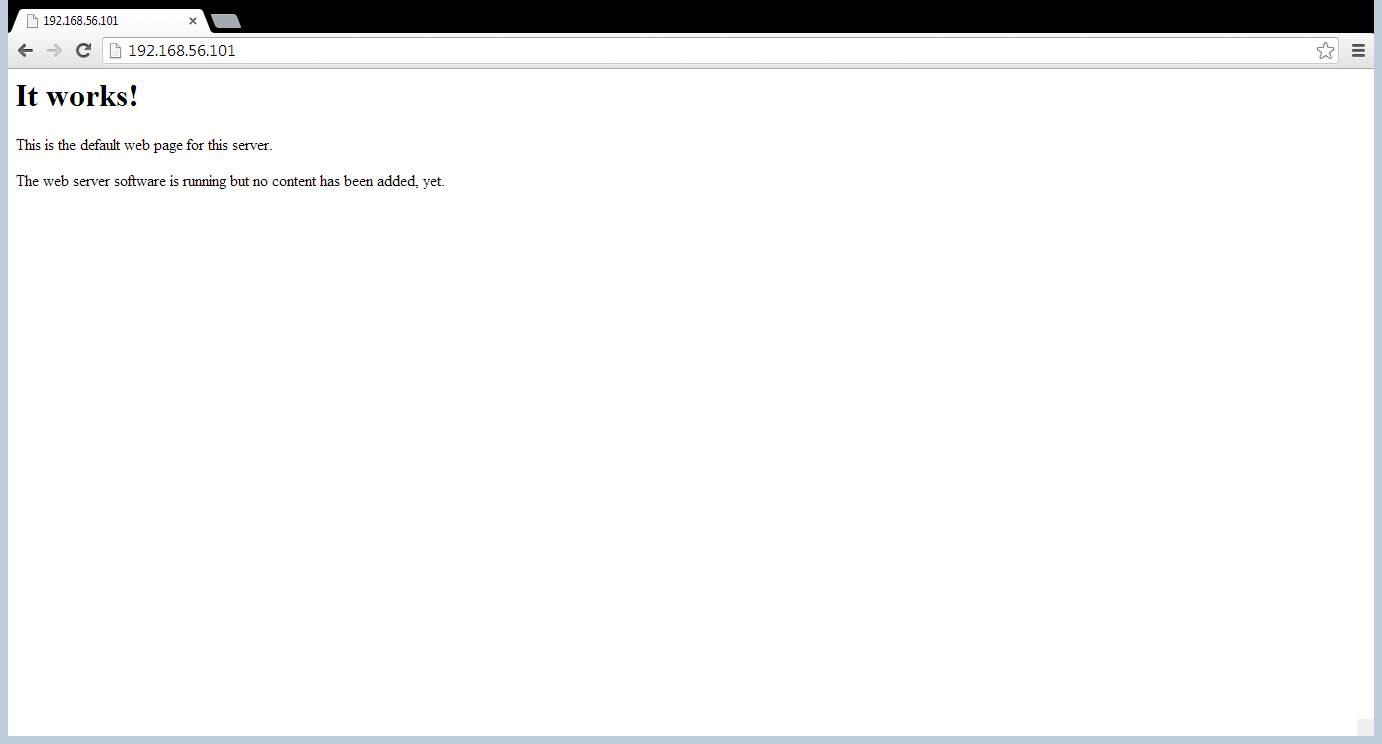 192.168.56.101
192.168.56.101
It works!
This is the default web page for this server.
The web server software is running but no content has been added, yet.